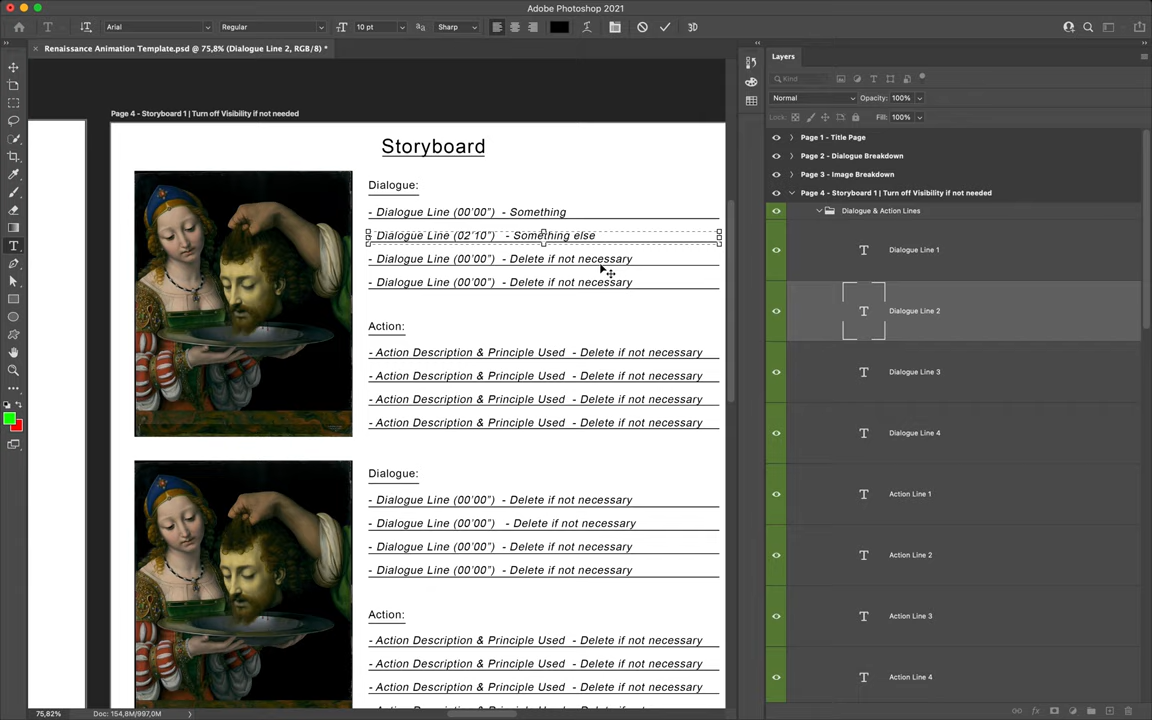 Adobe Photoshop 2021
Arial
Regular
10 pt
Sharp
3D
Renaissance Animation Template.psd @ 75,8% (Dialogue Line 2, RGB/8) *
Page 4 - Storyboard 1 | Turn off Visibility if not needed
Storyboard
Dialogue:
- Dialogue Line (00'00") - Something
- Dialogue Line (02'10") - Something else
- Dialogue Line (00'00") - Delete if not necessary
- Dialogue Line (00'00") - Delete if not necessary
Action:
- Action Description & Principle Used - Delete if not necessary
- Action Description & Principle Used - Delete if not necessary
- Action Description & Principle Used - Delete if not necessary
- Action Description & Principle Used - Delete if not necessary
Dialogue:
- Dialogue Line (00'00") - Delete if not necessary
- Dialogue Line (00'00") - Delete if not necessary
- Dialogue Line (00'00") - Delete if not necessary
- Dialogue Line (00'00") - Delete if not necessary
Action:
- Action Description & Principle Used - Delete if not necessary
- Action Description & Principle Used - Delete if not necessary
- Action Description & Principle Used - Delete if not necessary
75,82%
Doc: 154,8M/997,0M
Layers
Kind
Normal
Opacity: 100%
Lock:
Fill: 100%
Page 1 - Title Page
Page 2 - Dialogue Breakdown
Page 3 - Image Breakdown
Page 4 - Storyboard 1 | Turn off Visibility if not needed
Dialogue & Action Lines
Dialogue Line 1
Dialogue Line 2
Dialogue Line 3
Dialogue Line 4
Action Line 1
Action Line 2
Action Line 3
Action Line 4